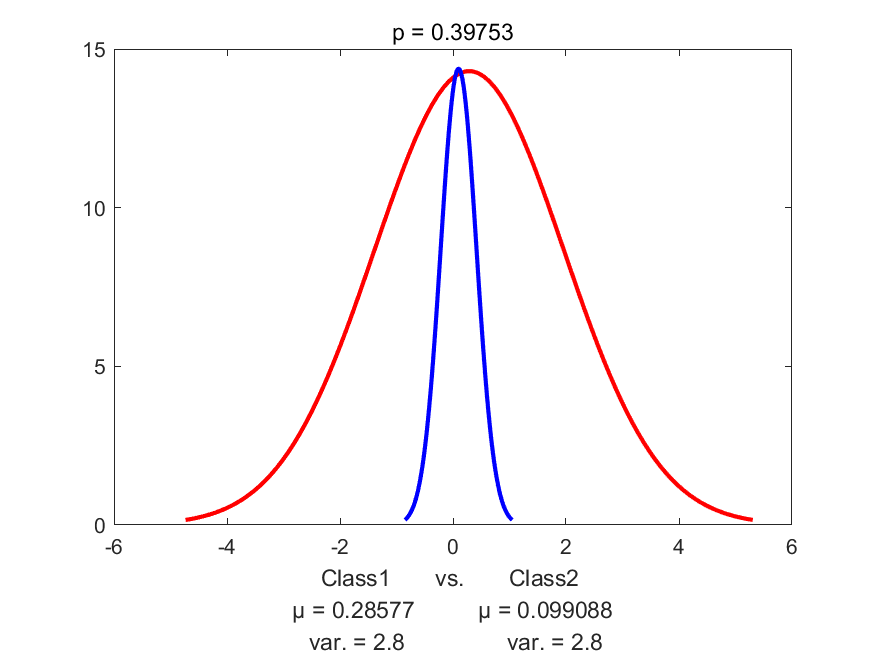 p = 0.39753
15
10
5
0
-6 -4 -2 0 2 4 6
Class1 vs. Class2
μ = 0.28577 μ = 0.099088
var. = 2.8 var. = 2.8